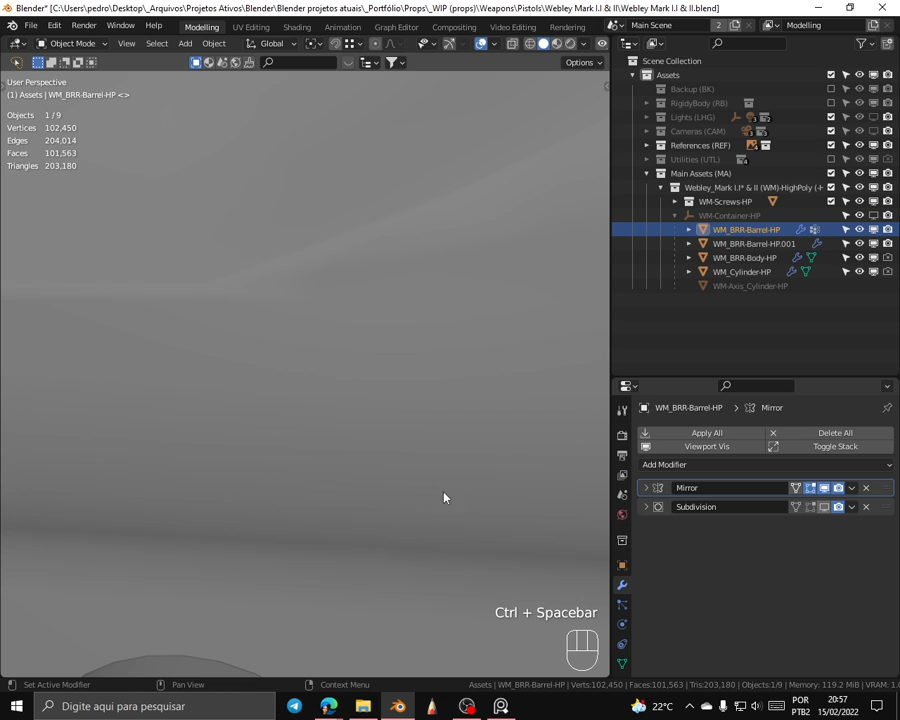 Blender* [C:\Users\pedro\Desktop\_Arquivos\Projetos Ativos\Blender\Blender projetos atuais\_Portfólio\Props\_WIP (props)\Weapons\Pistols\Webley Mark I.I & II\Webley Mark I.I & II.blend]
File Edit Render Window Help
Modelling UV Editing Shading Animation Graph Editor Compositing Video Editing Rendering
2 Main Scene Modelling
Object Mode View Select Add Object Global
Options
User Perspective
(1) Assets | WM_BRR-Barrel-HP <>
Objects 1/9
Vertices 102,450
Edges 204,014
Faces 101,563
Triangles 203,180
Scene Collection
Assets
Backup (BK)
RigidyBody (RB)
Lights (LHG)
Cameras (CAM)
References (REF)
Utilities (UTL)
Main Assets (MA)
Webley_Mark I.I* & II (WM)-HighPoly (-H
WM-Screws-HP
WM-Container-HP
WM_BRR-Barrel-HP
WM_BRR-Barrel-HP.001
WM_BRR-Body-HP
WM_Cylinder-HP
WM-Axis_Cylinder-HP
WM_BRR-Barrel-HP > Mirror
Apply All Delete All
Viewport Vis Toggle Stack
Add Modifier
Mirror
Subdivision
Ctrl + Spacebar
Set Active Modifier Pan View Context Menu
Assets | WM_BRR-Barrel-HP | Verts:102,450 | Faces:101,563 | Tris:203,180 | Objects:1/9 | Memory: 119.2 MiB | VRAM: 1.
Digite aqui para pesquisar
22°C
POR
PTB2
20:57
15/02/2022